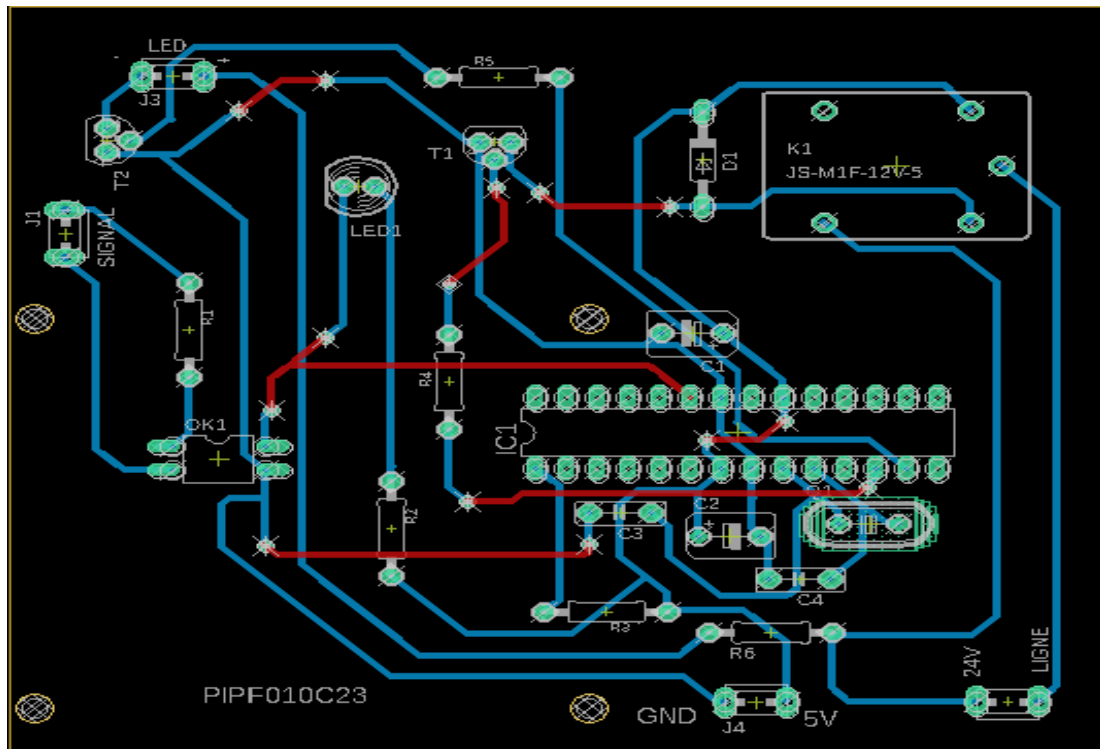 LED
- +
J3
R5
T2
T1
D1
K1
JS-M1F-12V-5
J1
SIGNAL
LED1
R1
C1
R4
OK1
IC1
R2
C2
+
C3
C4
R3
R6
24V
LIGNE
PIPF010C23
GND
J4
5V